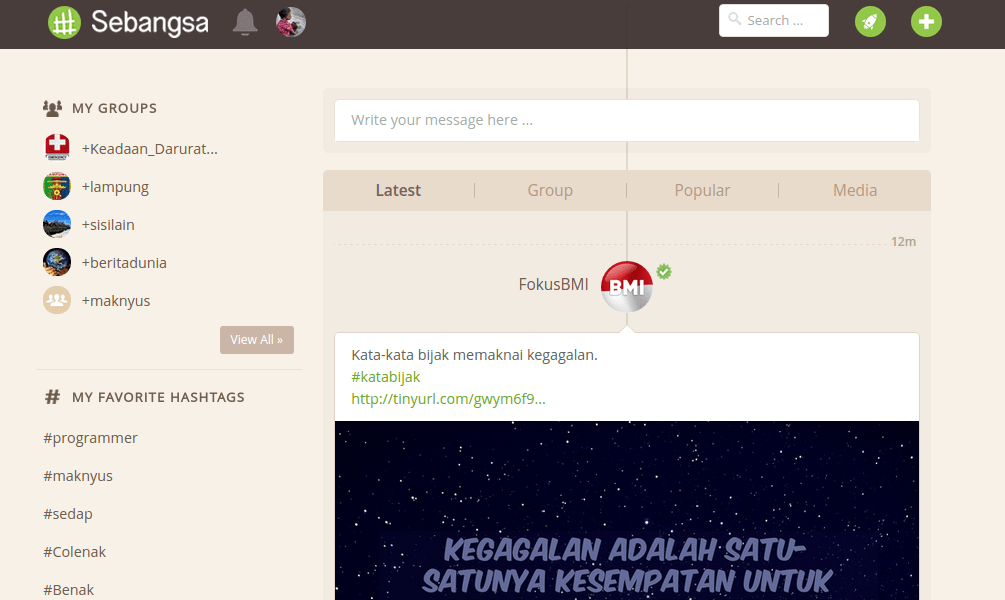 Sebangsa
Search ...
MY GROUPS
+Keadaan_Darurat...
+lampung
+sisilain
+beritadunia
+maknyus
View All »
# MY FAVORITE HASHTAGS
#programmer
#maknyus
#sedap
#Colenak
#Benak
Write your message here ...
Latest
Group
Popular
Media
12m
FokusBMI
BMI
Kata-kata bijak memaknai kegagalan.
#katabijak
http://tinyurl.com/gwym6f9...
KEGAGALAN ADALAH SATU-
SATUNYA KESEMPATAN UNTUK